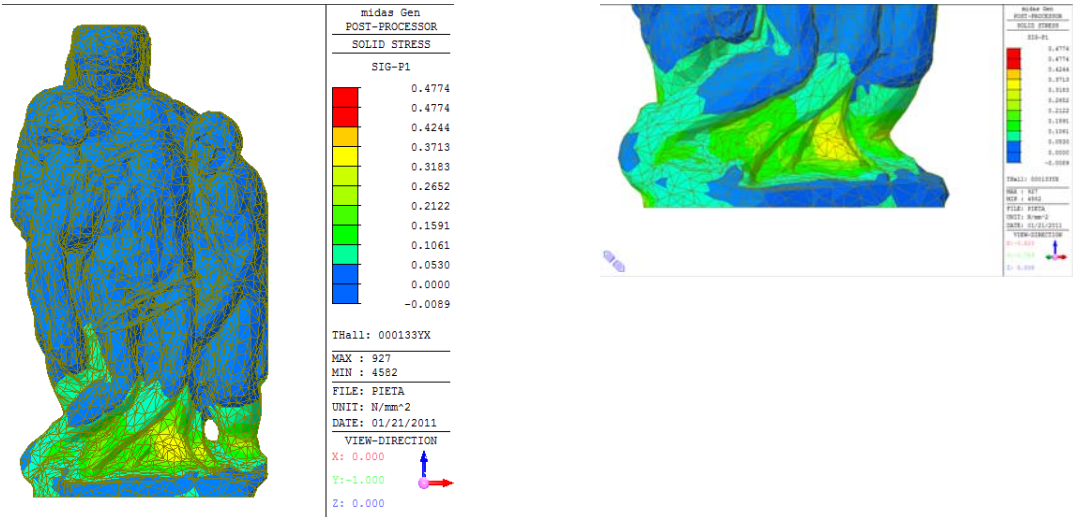 midas Gen
POST-PROCESSOR
SOLID STRESS
SIG-P1
0.4774
0.4774
0.4244
0.3713
0.3183
0.2652
0.2122
0.1591
0.1061
0.0530
0.0000
-0.0089
THall: 000133YX
MAX : 927
MIN : 4582
FILE: PIETA
UNIT: N/mm^2
DATE: 01/21/2011
VIEW-DIRECTION
X: 0.000
Y:-1.000
Z: 0.000
midas Gen
POST-PROCESSOR
SOLID STRESS
SIG-P1
0.4774
0.4774
0.4244
0.3713
0.3183
0.2652
0.2122
0.1591
0.1061
0.0530
0.0000
-0.0089
THall: 000133YX
MAX : 927
MIN : 4582
FILE: PIETA
UNIT: N/mm^2
DATE: 01/21/2011
VIEW-DIRECTION
Z: 0.000